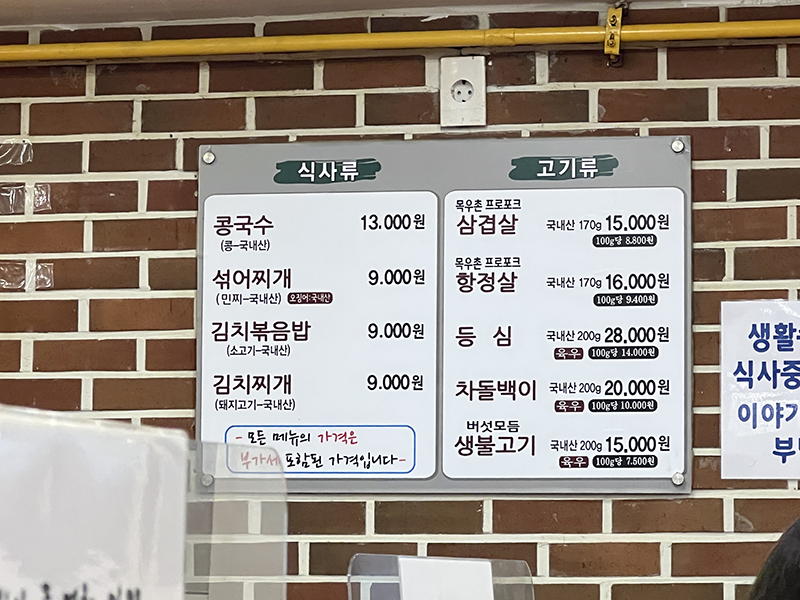 식사류
콩국수 13.000원
(콩-국내산)
섞어찌개 9.000원
(민찌-국내산) 오징어:국내산
김치볶음밥 9.000원
(소고기-국내산)
김치찌개 9.000원
(돼지고기-국내산)
- 모든 메뉴의 가격은
부가세 포함된 가격입니다-
고기류
목우촌 프로포크
삼겹살 국내산 170g 15.000원
100g당 8.800원
목우촌 프로포크
항정살 국내산 170g 16.000원
100g당 9.400원
등 심 국내산 200g 28.000원
육우 100g당 14.000원
차돌백이 국내산 200g 20.000원
육우 100g당 10.000원
버섯모듬
생불고기 국내산 200g 15.000원
육우 100g당 7.500원
생활
식사중
이야기
부